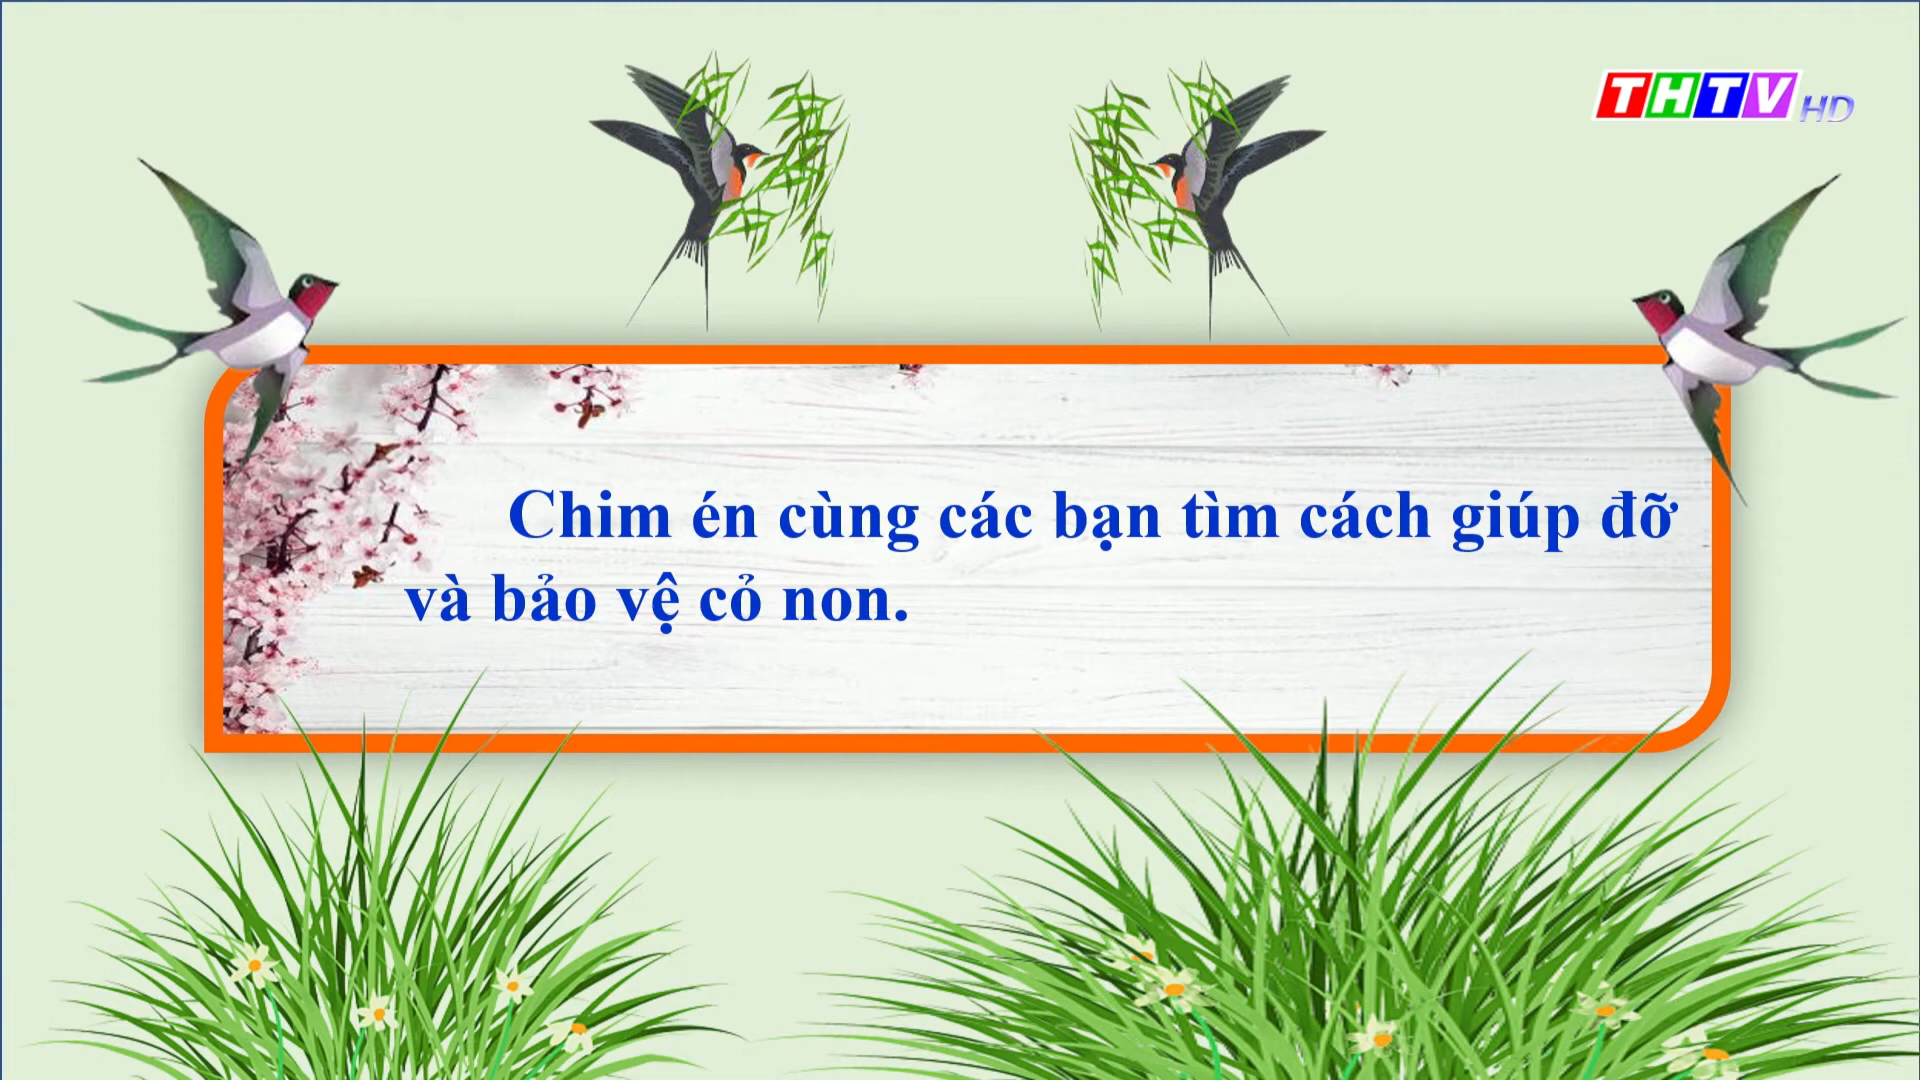 THTV HD
Chim én cùng các bạn tìm cách giúp đỡ
và bảo vệ cỏ non.